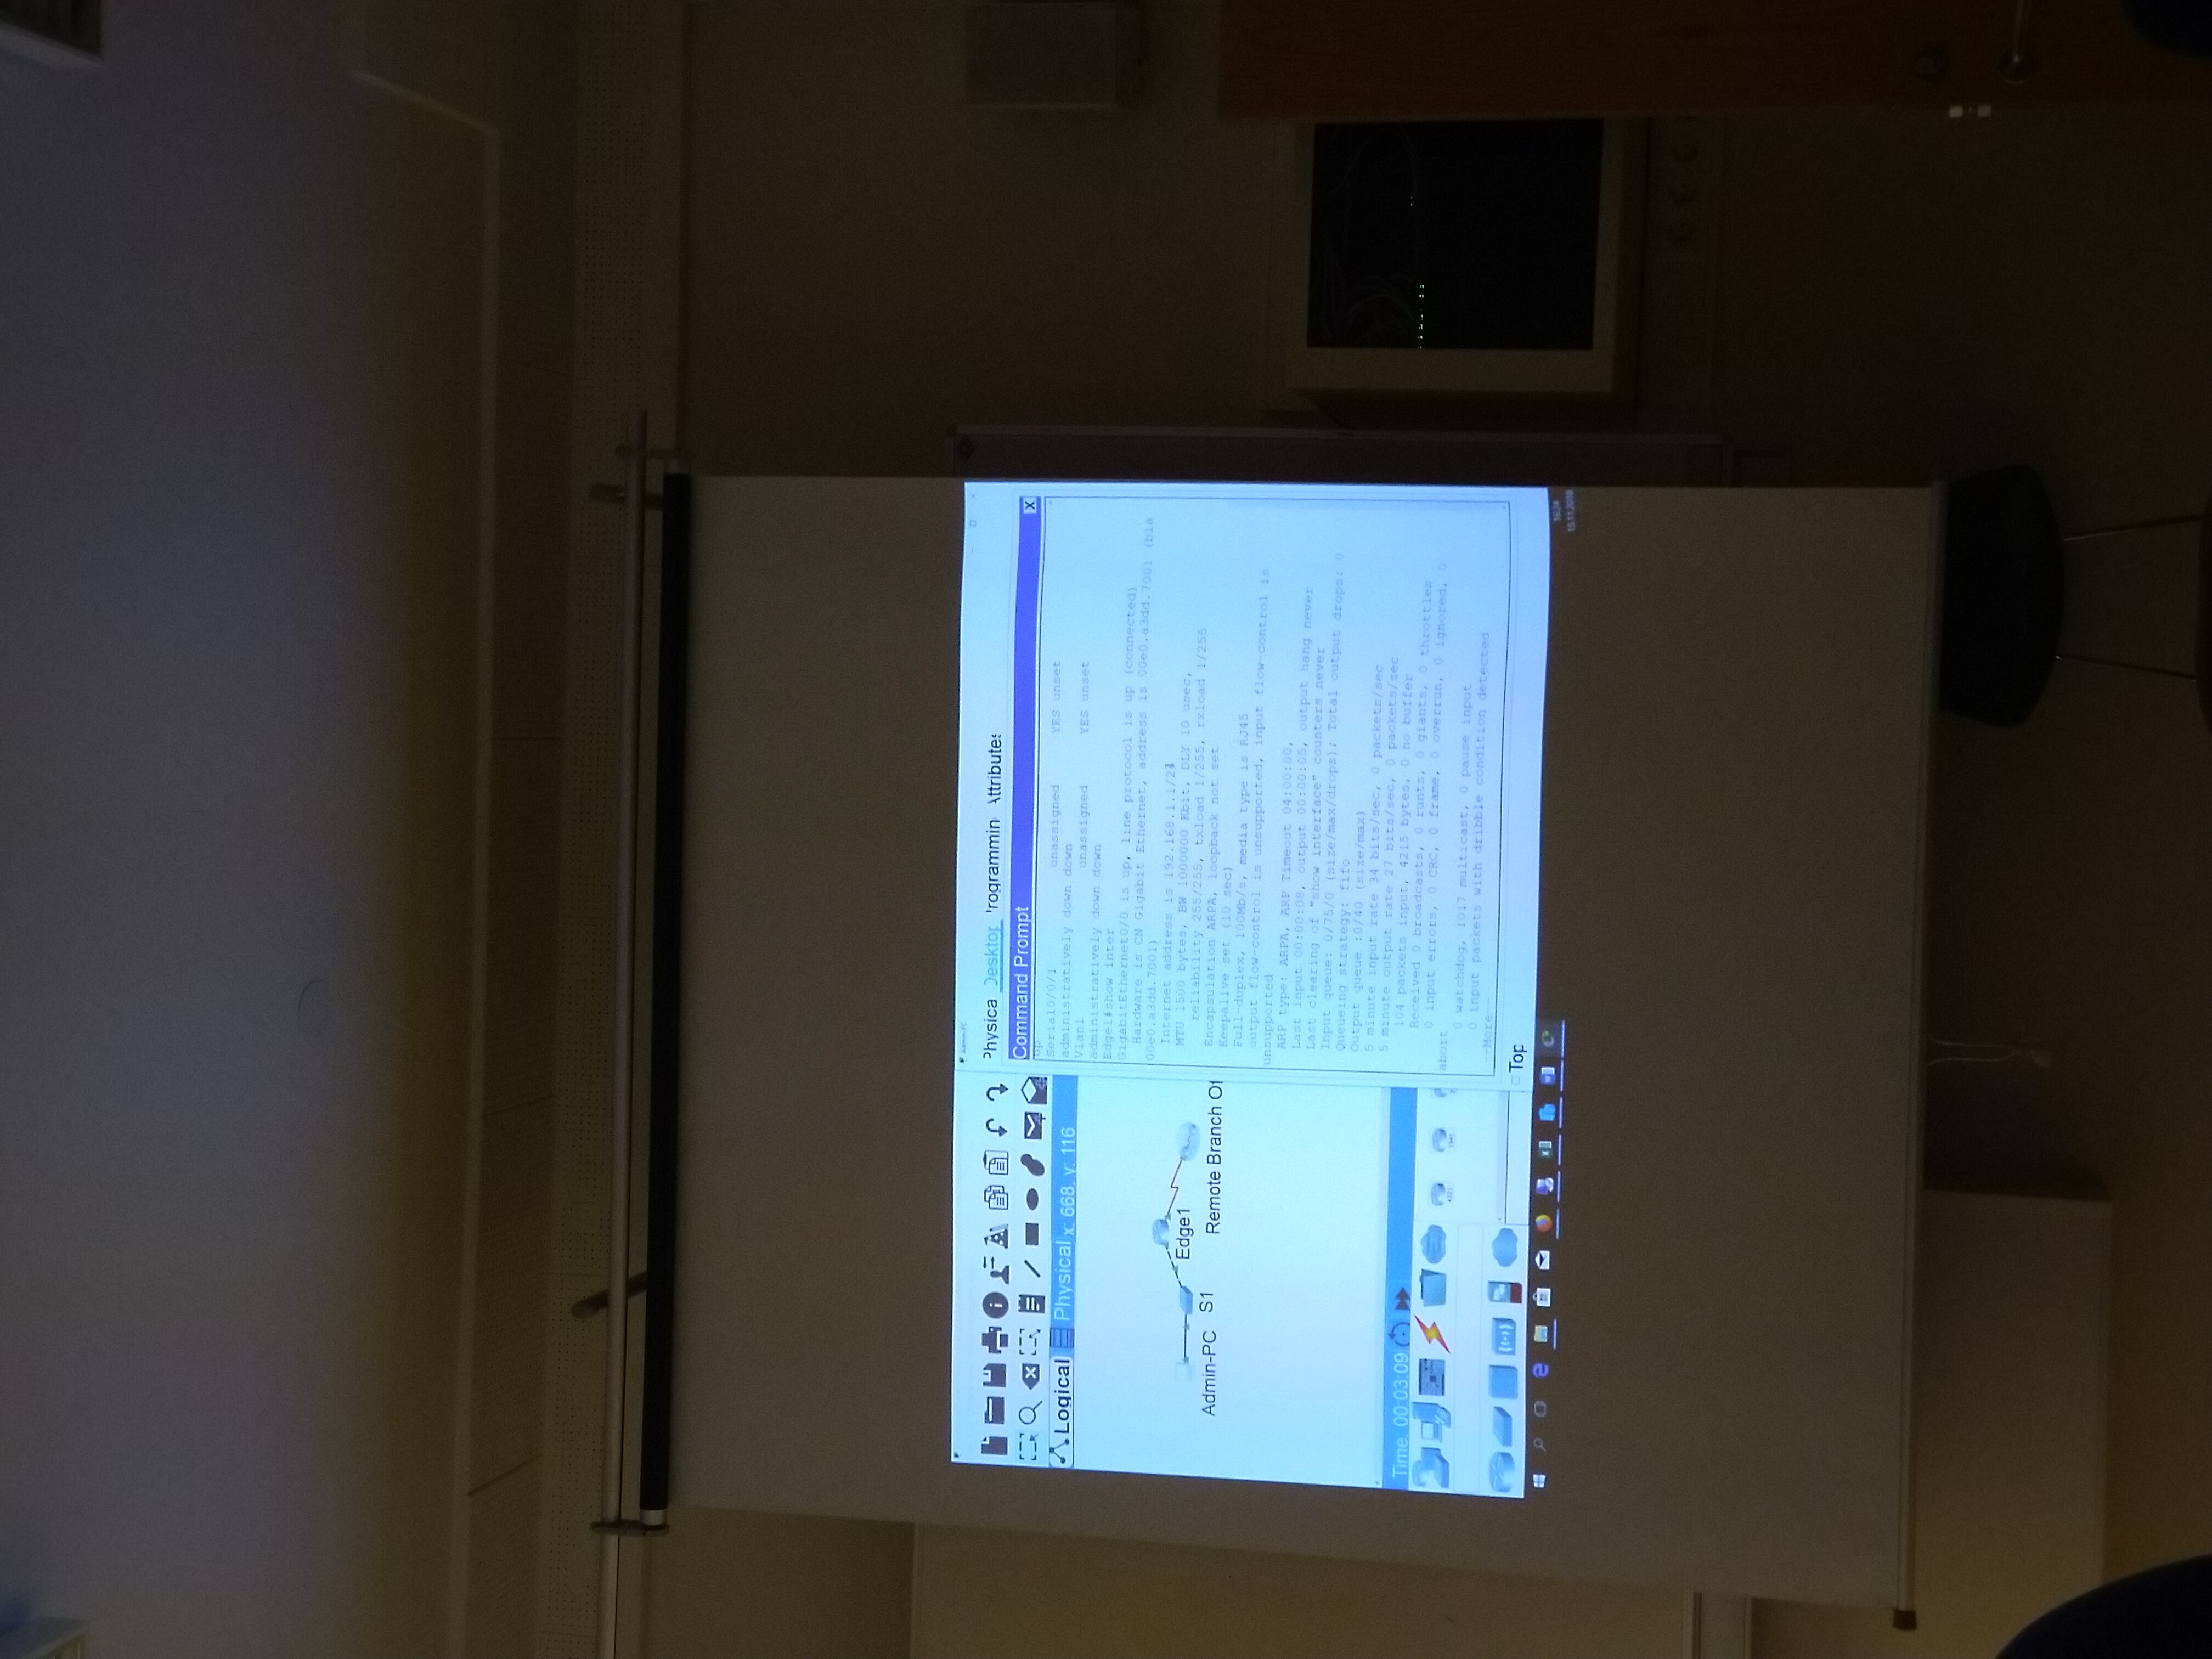 Admin-PC
Physica Desktop Programmin Attributes
Command Prompt X
up
Serial0/0/1 unassigned YES unset
administratively down down
Vlan1 unassigned YES unset
administratively down down
Edge1#show inter
GigabitEthernet0/0 is up, line protocol is up (connected)
Hardware is CN Gigabit Ethernet, address is 00e0.a3dd.7001 (bia
00e0.a3dd.7001)
Internet address is 192.168.1.1/24
MTU 1500 bytes, BW 1000000 Kbit, DLY 10 usec,
reliability 255/255, txload 1/255, rxload 1/255
Encapsulation ARPA, loopback not set
Keepalive set (10 sec)
Full-duplex, 100Mb/s, media type is RJ45
output flow-control is unsupported, input flow-control is
unsupported
ARP type: ARPA, ARP Timeout 04:00:00,
Last input 00:00:08, output 00:00:05, output hang never
Last clearing of "show interface" counters never
Input queue: 0/75/0 (size/max/drops); Total output drops: 0
Queueing strategy: fifo
Output queue :0/40 (size/max)
5 minute input rate 34 bits/sec, 0 packets/sec
5 minute output rate 27 bits/sec, 0 packets/sec
104 packets input, 4215 bytes, 0 no buffer
Received 0 broadcasts, 0 runts, 0 giants, 0 throttles
0 input errors, 0 CRC, 0 frame, 0 overrun, 0 ignored, 0
abort
0 watchdog, 1017 multicast, 0 pause input
0 input packets with dribble condition detected
--More--
Top
Logical Physical x: 668, y: 116
Edge1
Admin-PC S1
Remote Branch Of
Time: 00:03:09
4321 1941
16:24
15.11.2018